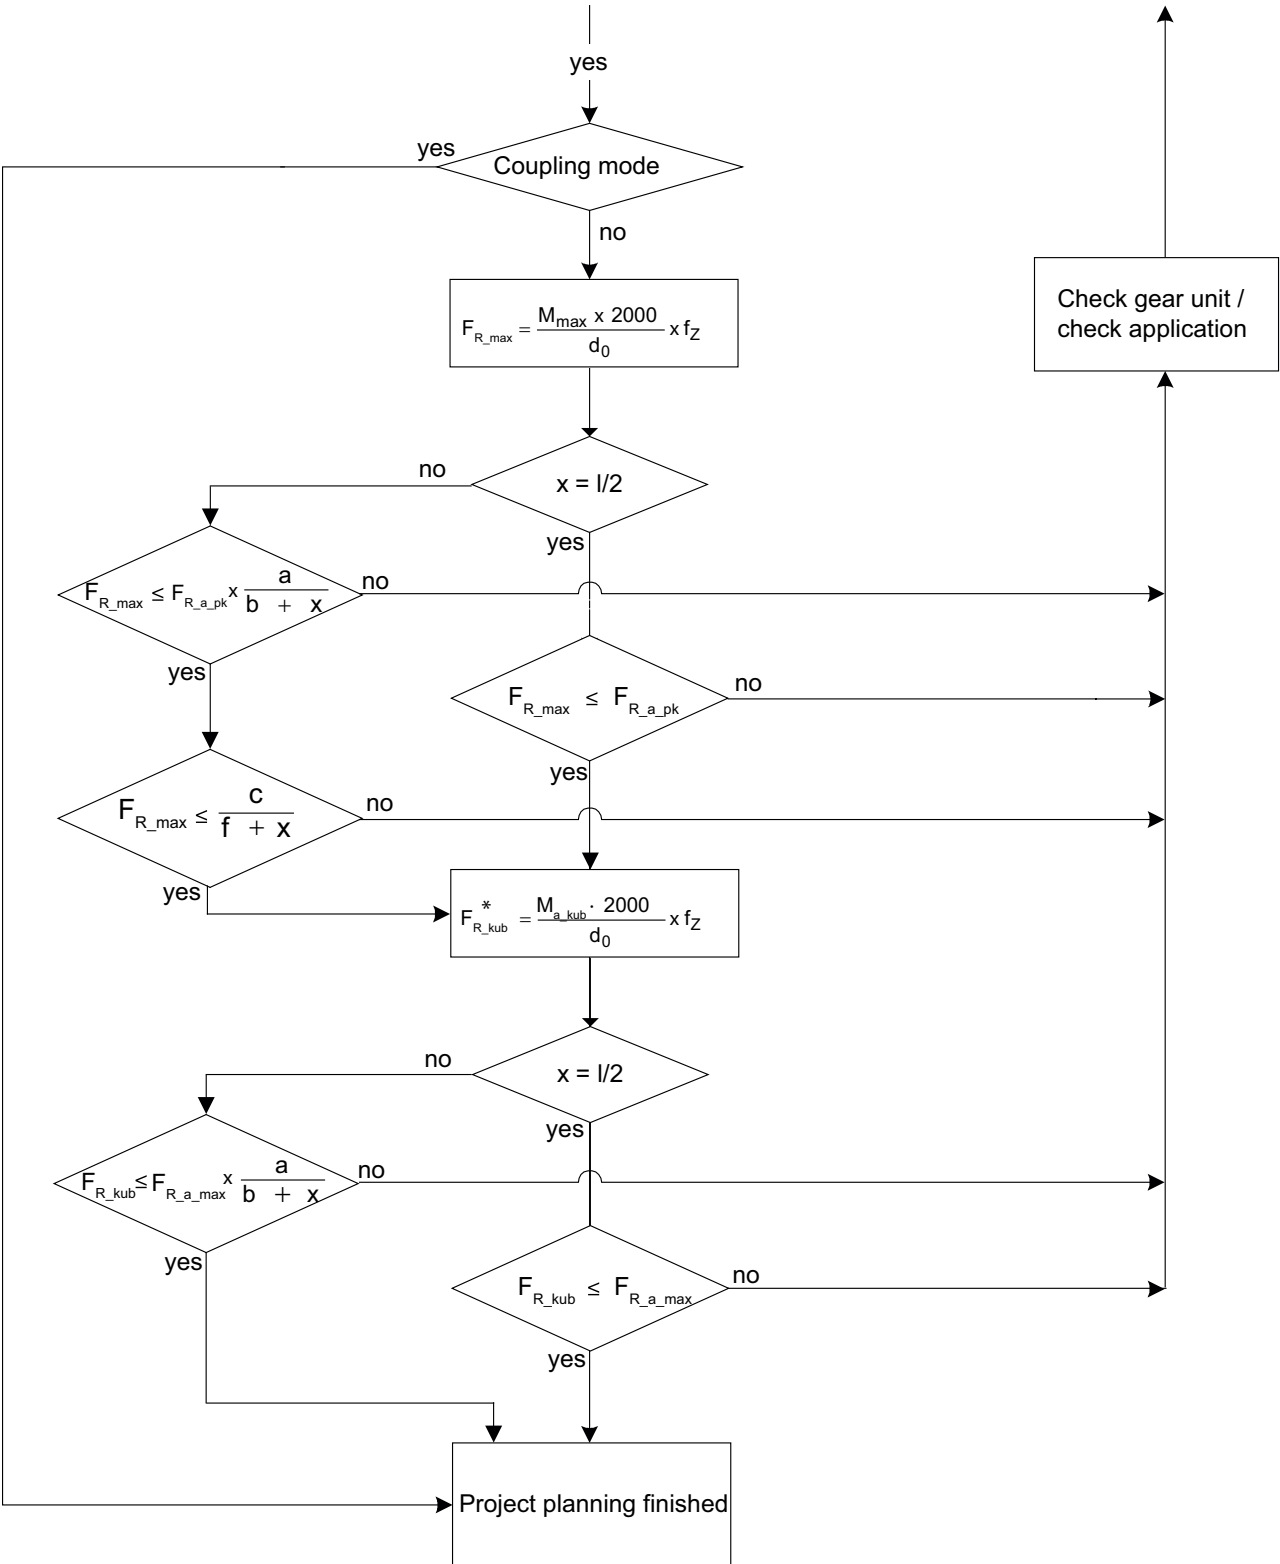 yes
yes
Coupling mode
no
Check gear unit /
check application
F_R_max = M_max x 2000 / d_0 x f_Z
no
x = l/2
yes
F_R_max ≤ F_R_a_pk x a / b + x
no
yes
F_R_max ≤ F_R_a_pk
no
yes
F_R_max ≤ c / f + x
no
yes
F_R_kub* = M_a_kub · 2000 / d_0 x f_Z
no
x = l/2
yes
F_R_kub ≤ F_R_a_max x a / b + x
no
yes
F_R_kub ≤ F_R_a_max
no
yes
Project planning finished